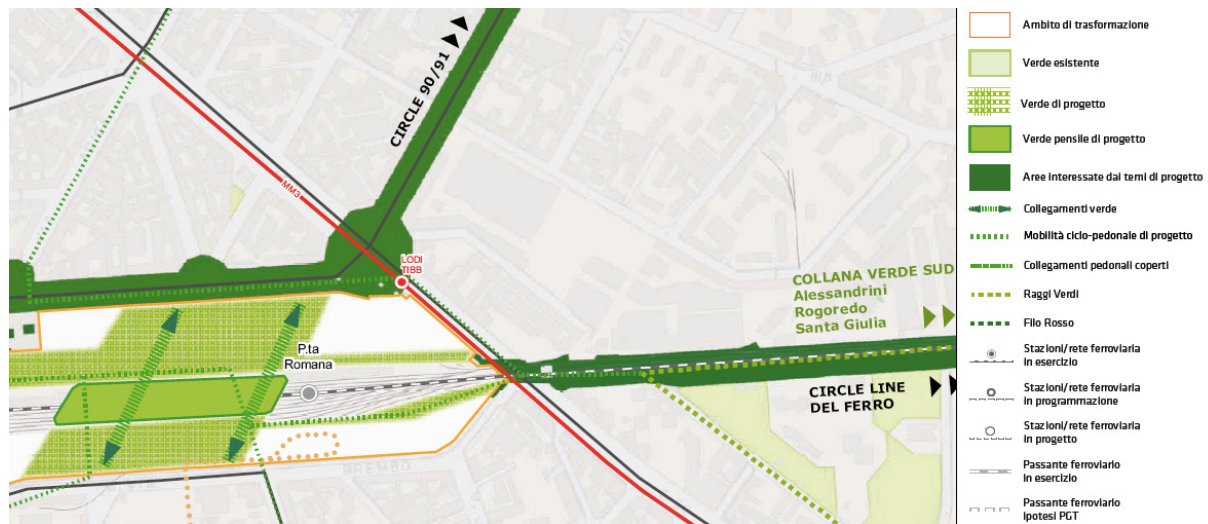 CIRCLE 90/91
MM3
LODI
TIBB
P.ta
Romana
COLLANA VERDE SUD
Alessandrini
Rogoredo
Santa Giulia
CIRCLE LINE
DEL FERRO
BREMBO
VIA
Ambito di trasformazione
Verde esistente
Verde di progetto
Verde pensile di progetto
Aree interessate dai temi di progetto
Collegamenti verde
Mobilità ciclo-pedonale di progetto
Collegamenti pedonali coperti
Raggi Verdi
Filo Rosso
Stazioni/rete ferroviaria
in esercizio
Stazioni/rete ferroviaria
in programmazione
Stazioni/rete ferroviaria
in progetto
Passante ferroviario
in esercizio
Passante ferroviario
ipotesi PGT